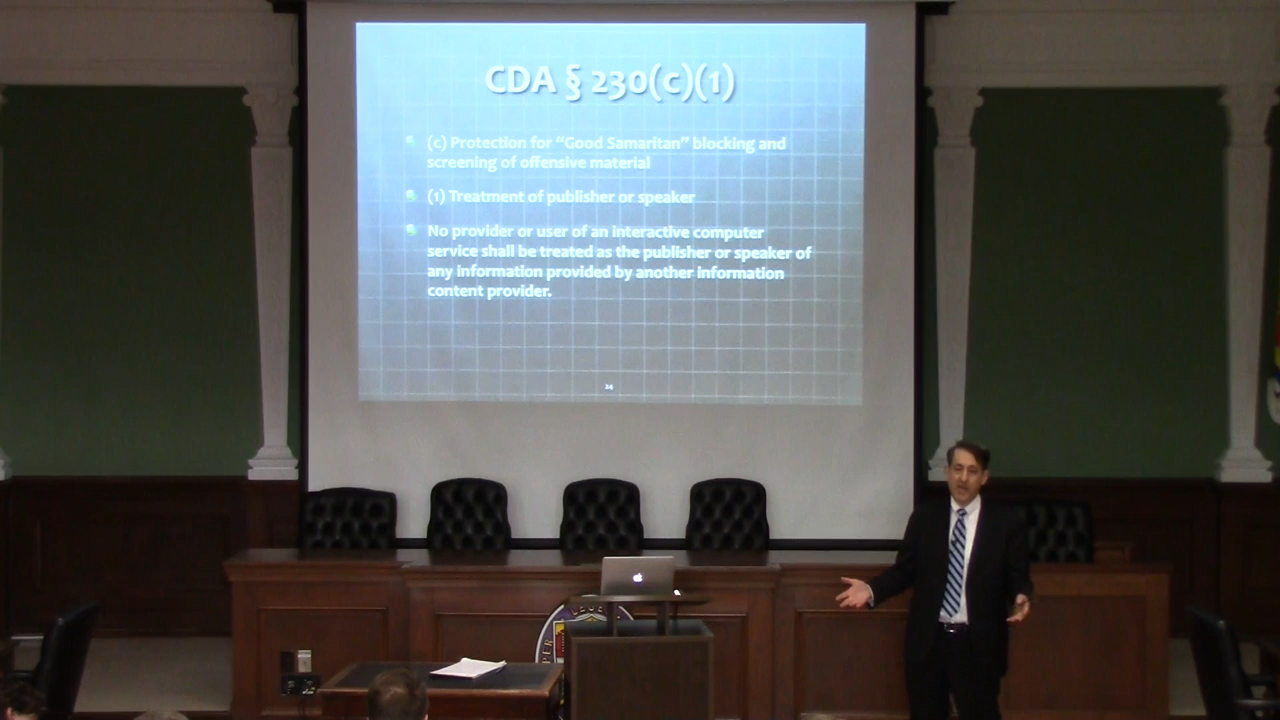 CDA § 230(c)(1)
(c) Protection for “Good Samaritan” blocking and
screening of offensive material
(1) Treatment of publisher or speaker
No provider or user of an interactive computer
service shall be treated as the publisher or speaker of
any information provided by another information
content provider.
24